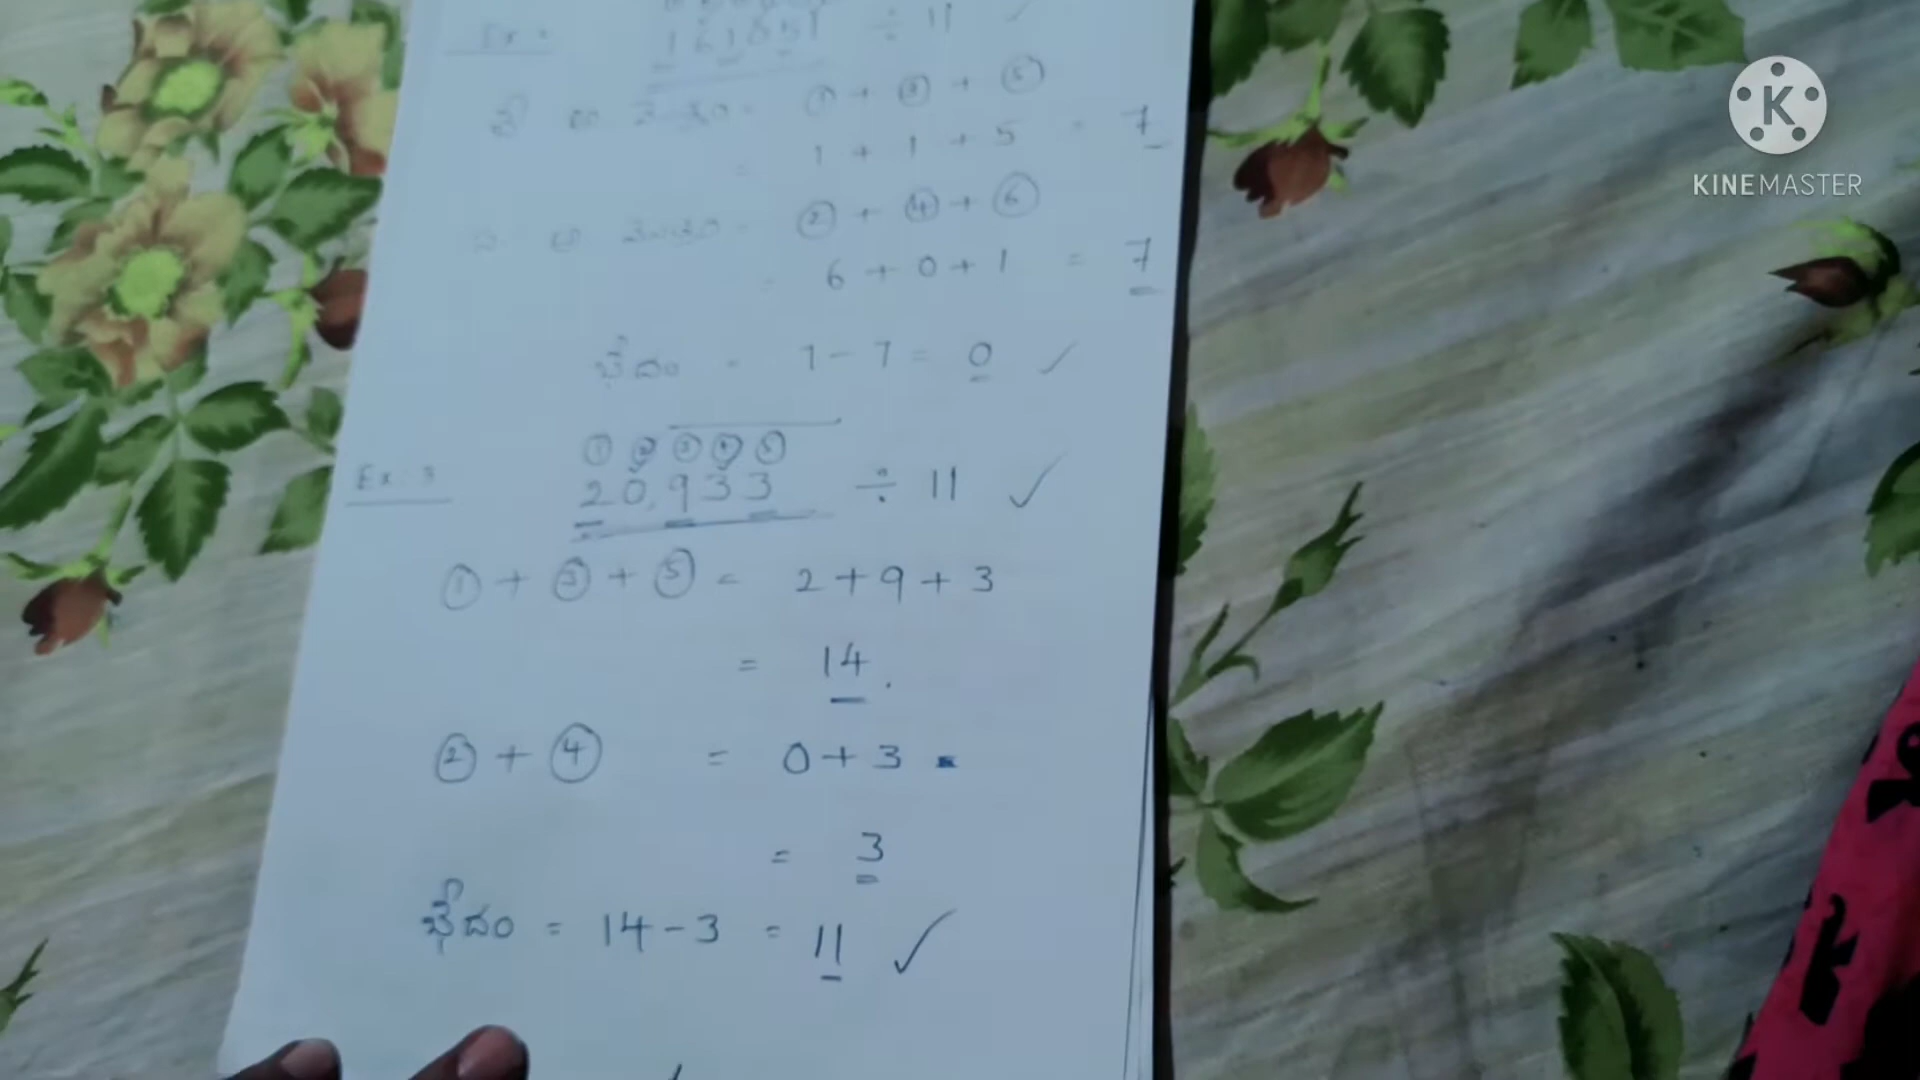 Ex:
161051 ÷ 11 ✓
= ① + ③ + ⑤
= 1 + 1 + 5 = 7
= ② + ④ + ⑥
= 6 + 0 + 1 = 7
భేదం = 7 - 7 = 0 ✓
① ② ③ ④ ⑤
Ex: 3 20,933 ÷ 11 ✓
① + ③ + ⑤ = 2 + 9 + 3
= 14.
② + ④ = 0 + 3
= 3
భేదం = 14 - 3 = 11 ✓
KINEMASTER